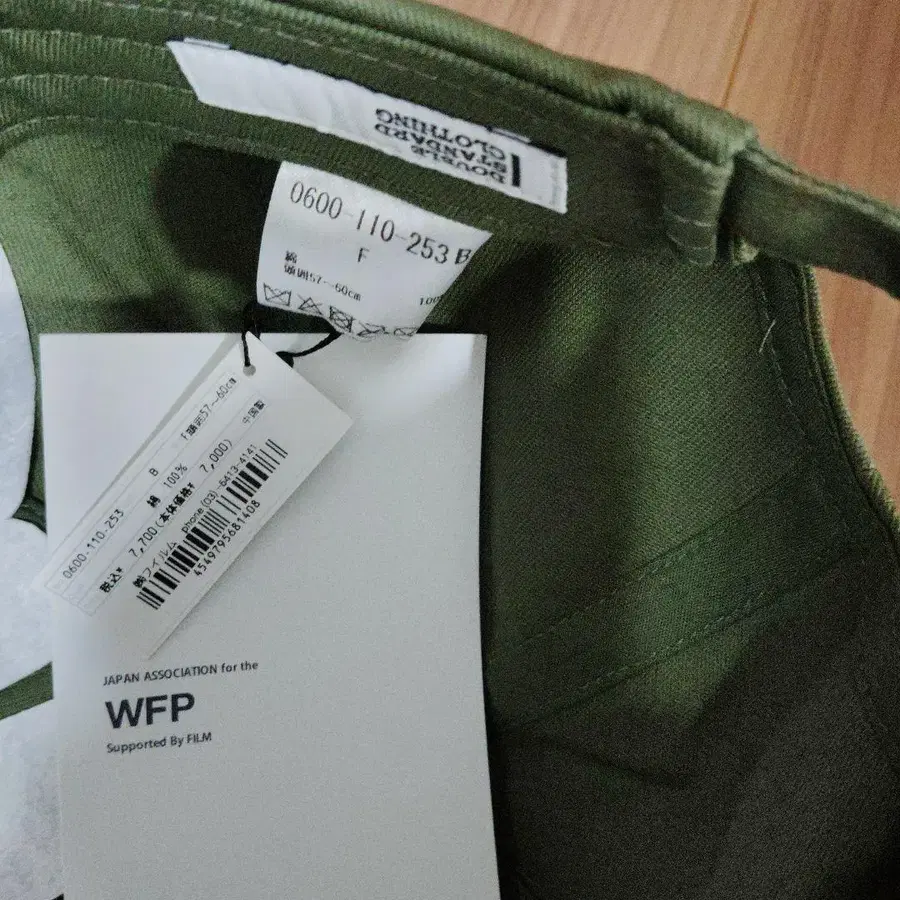 DOUBLE
STANDARD
CLOTHING
0600-110-253 B
F
綿
100
頭囲57～60cm
0600-110-253 B
F 頭囲57～60cm
綿 100% 中国製
税込¥ 7,700(本体価格¥ 7,000)
㈱フィルム phone(03)-6413-4141
4549795681408
JAPAN ASSOCIATION for the
WFP
Supported By FILM